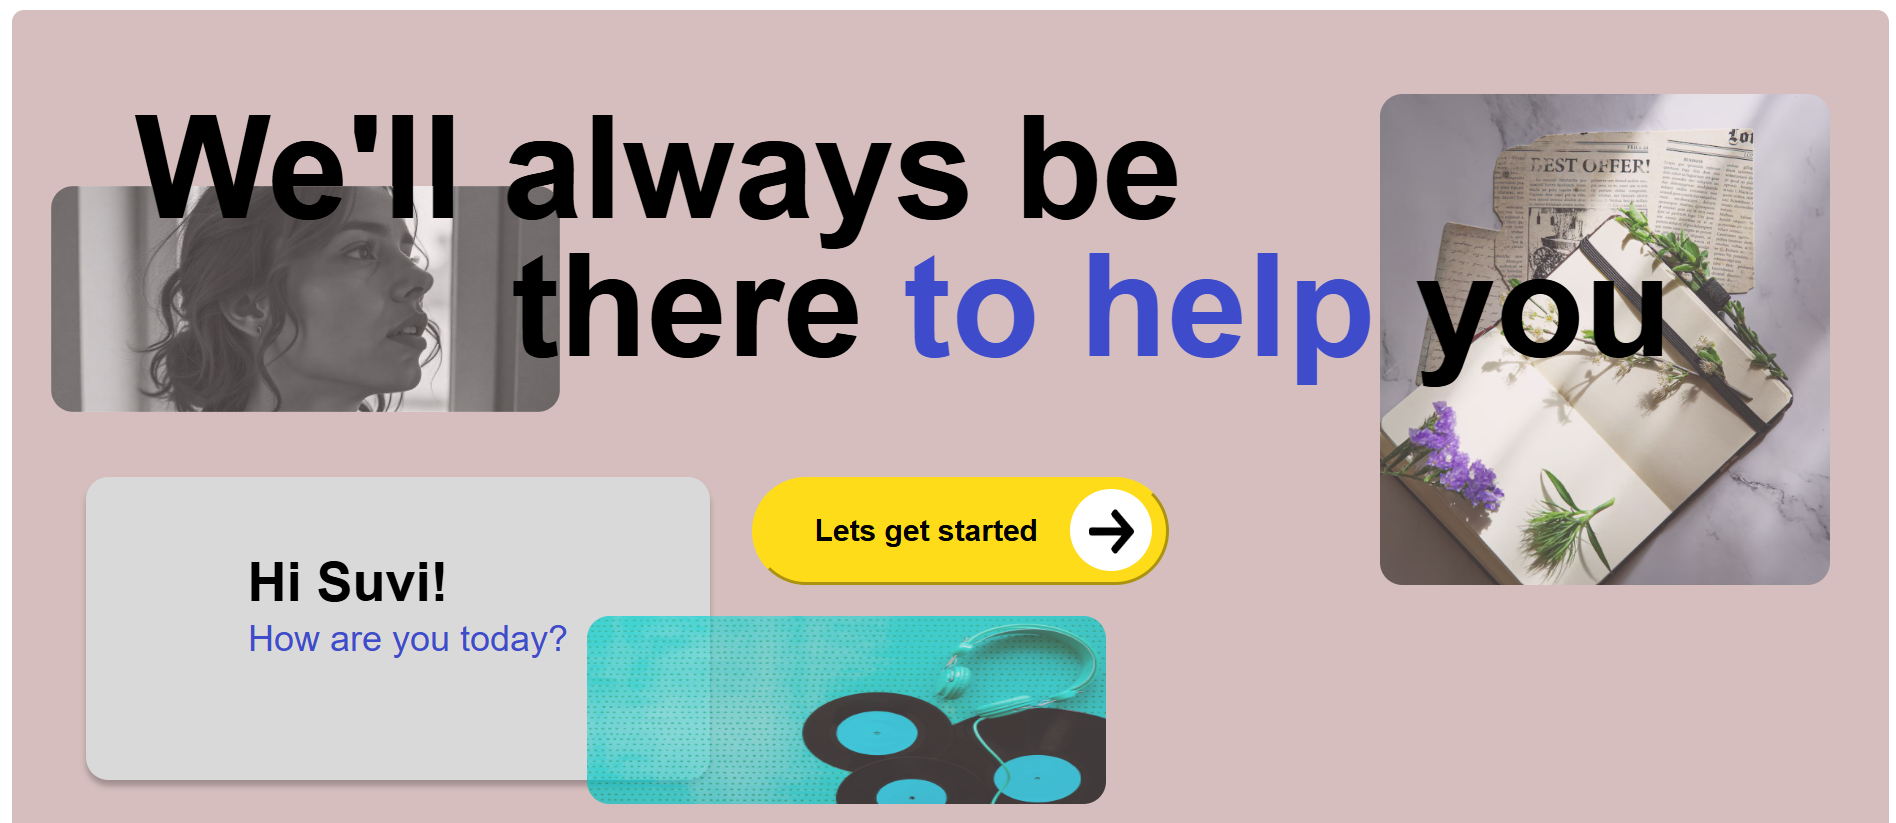 We'll always be
there to help you
BEST OFFER!
Lets get started
Hi Suvi!
How are you today?